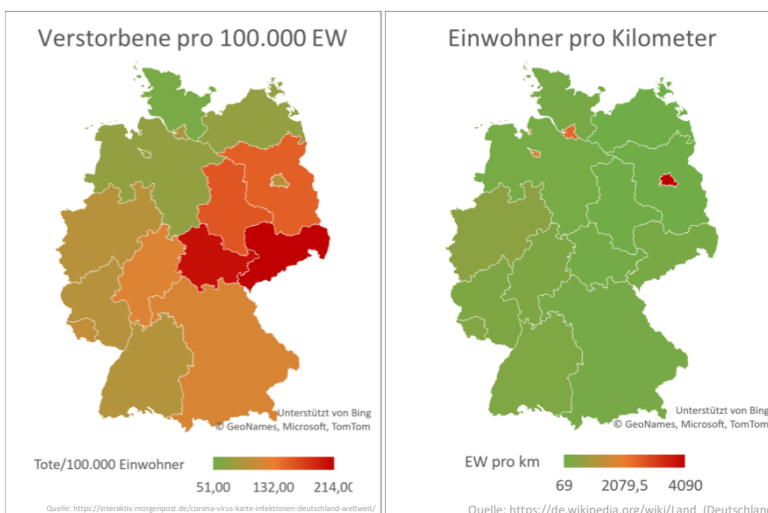 Verstorbene pro 100.000 EW
Unterstützt von Bing
© GeoNames, Microsoft, TomTom
Tote/100.000 Einwohner
51,00 132,00 214,0
Quelle: https://interaktiv.morgenpost.de/corona-virus-karte-infektionen-deutschland-weltweit/
Einwohner pro Kilometer
Unterstützt von Bing
© GeoNames, Microsoft, TomTom
EW pro km
69 2079,5 4090
Quelle: https://de.wikipedia.org/wiki/Land_(Deutschland